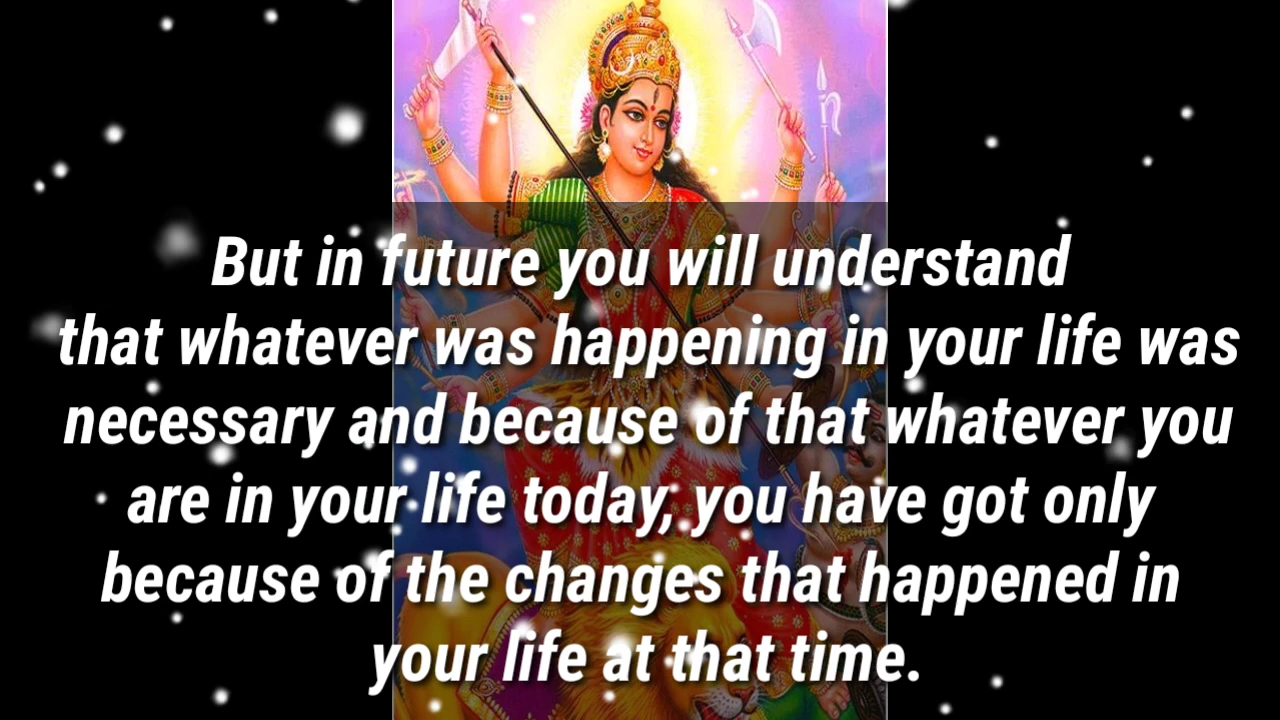 But in future you will understand
that whatever was happening in your life was
necessary and because of that whatever you
are in your life today, you have got only
because of the changes that happened in
your life at that time.